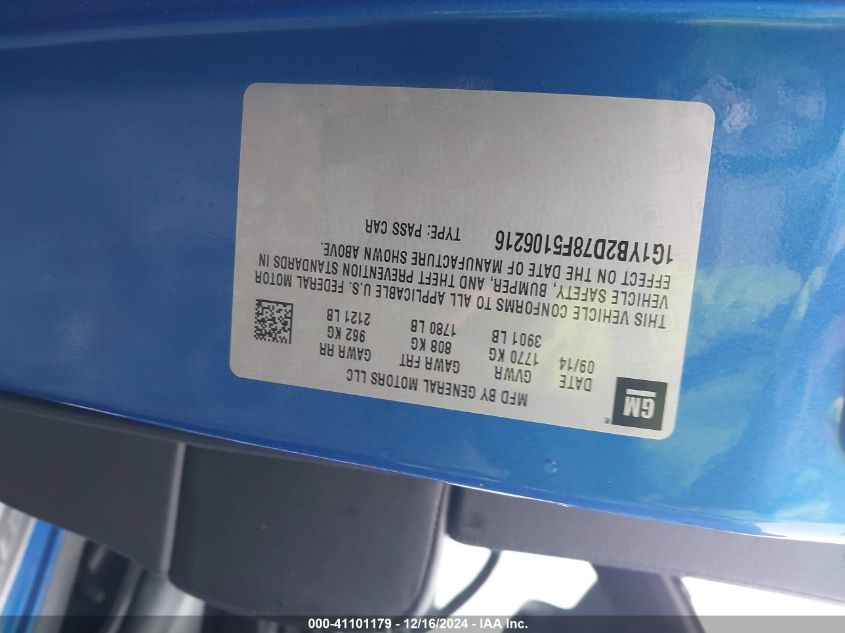 GM
®
MFD BY GENERAL MOTORS LLC
DATE GVWR GAWR FRT GAWR RR
09/14 1770 KG 808 KG 962 KG
3901 LB 1780 LB 2121 LB
THIS VEHICLE CONFORMS TO ALL APPLICABLE U.S. FEDERAL MOTOR
VEHICLE SAFETY, BUMPER, AND THEFT PREVENTION STANDARDS IN
EFFECT ON THE DATE OF MANUFACTURE SHOWN ABOVE.
1G1YB2D78F5106216 TYPE: PASS CAR
000-41101179 - 12/16/2024 - IAA Inc.